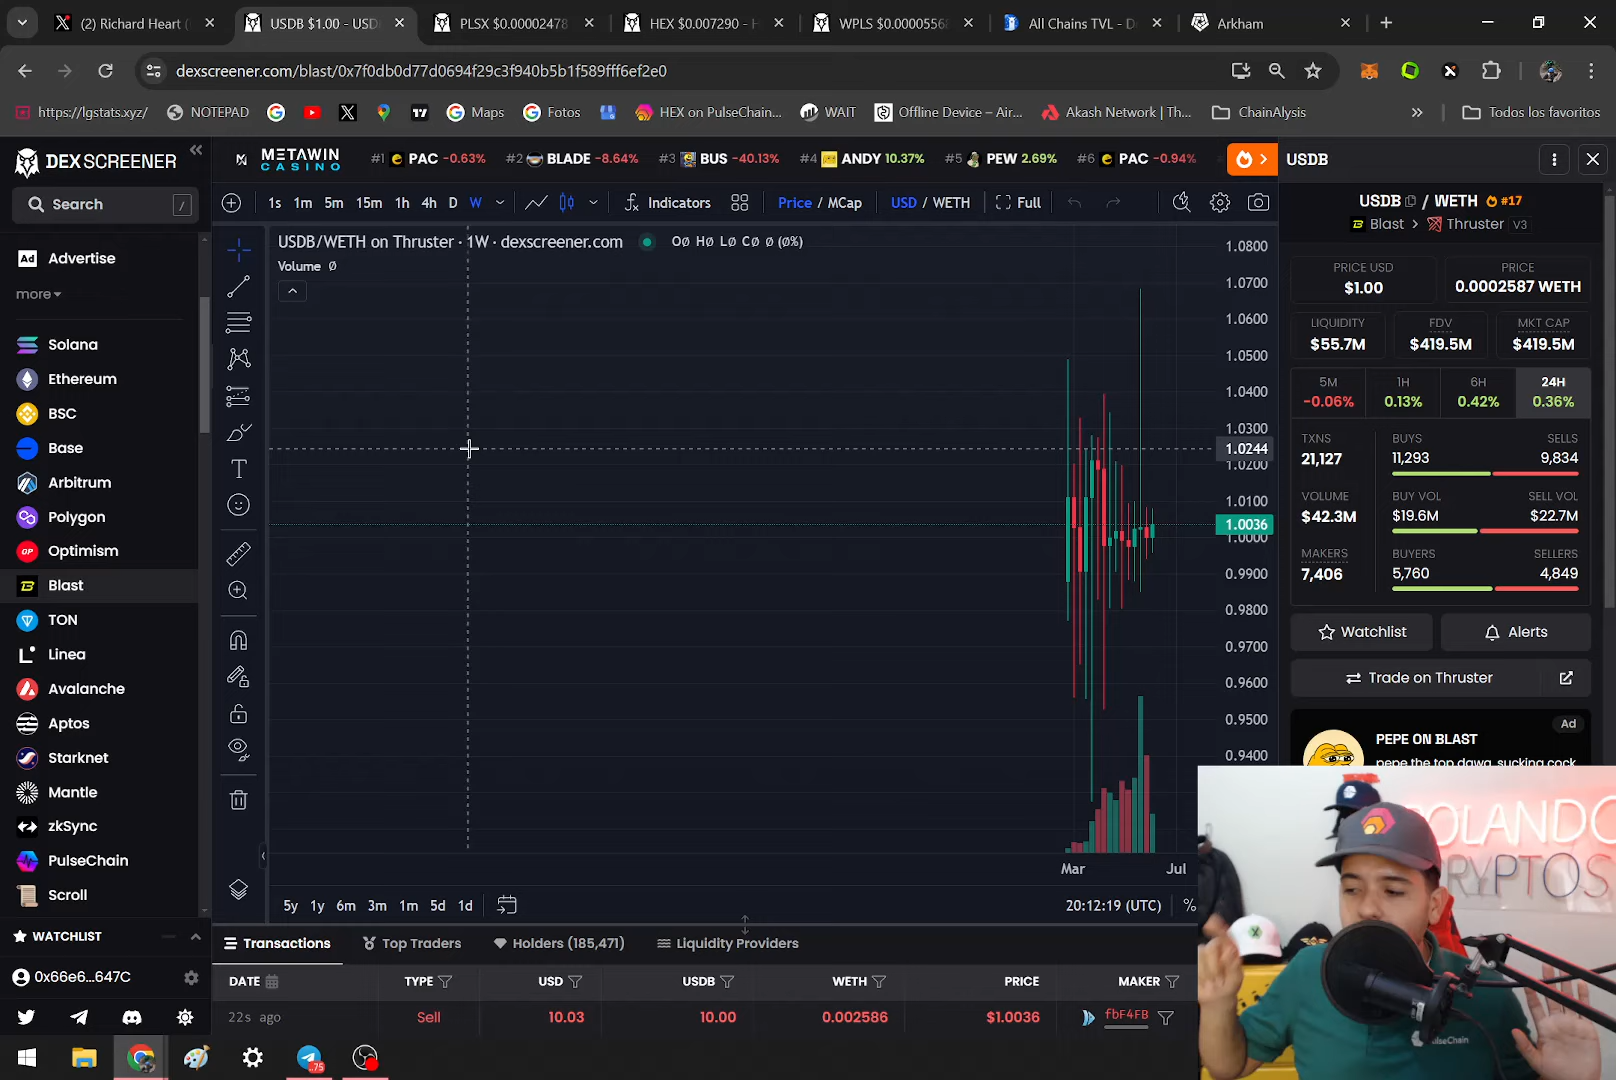 (2) Richard Heart (
USDB $1.00 - USD
PLSX $0.00002478
HEX $0.007290 - H
WPLS $0.0000556
All Chains TVL - D
Arkham
dexscreener.com/blast/0x7f0db0d77d0694f29c3f940b5b1f589fff6ef2e0
https://lgstats.xyz/
NOTEPAD
Maps
Fotos
HEX on PulseChain...
WAIT
Offline Device – Air...
Akash Network | Th...
ChainAlysis
Todos los favoritos
DEX SCREENER
METAWIN CASINO
#1 PAC -0.63%
#2 BLADE -8.64%
#3 BUS -40.13%
#4 ANDY 10.37%
#5 PEW 2.69%
#6 PAC -0.94%
USDB
Search /
1s 1m 5m 15m 1h 4h D W
Indicators
Price / MCap
USD / WETH
Full
USDB / WETH #17
Blast > Thruster V3
Ad Advertise
more
Solana
Ethereum
BSC
Base
Arbitrum
Polygon
OP Optimism
Blast
TON
Linea
Avalanche
Aptos
Starknet
Mantle
zkSync
PulseChain
Scroll
WATCHLIST
0x66e6...647C
USDB/WETH on Thruster · 1W · dexscreener.com
O∅ H∅ L∅ C∅ ∅ (∅%)
Volume ∅
1.0800
1.0700
1.0600
1.0500
1.0400
1.0300
1.0244
1.0200
1.0100
1.0036
1.0000
0.9900
0.9800
0.9700
0.9600
0.9500
0.9400
Mar
Jul
5y 1y 6m 3m 1m 5d 1d
20:12:19 (UTC) %
PRICE USD
$1.00
PRICE
0.0002587 WETH
LIQUIDITY
$55.7M
FDV
$419.5M
MKT CAP
$419.5M
5M
-0.06%
1H
0.13%
6H
0.42%
24H
0.36%
TXNS
21,127
BUYS
11,293
SELLS
9,834
VOLUME
$42.3M
BUY VOL
$19.6M
SELL VOL
$22.7M
MAKERS
7,406
BUYERS
5,760
SELLERS
4,849
Watchlist
Alerts
Trade on Thruster
Ad
PEPE ON BLAST
pepe the top dawg, sucking cock
Transactions
Top Traders
Holders (185,471)
Liquidity Providers
DATE TYPE USD USDB WETH PRICE MAKER
22s ago Sell 10.03 10.00 0.002586 $1.0036 fbF4FB
OLANDO
RYPTOS
PulseChain
..75